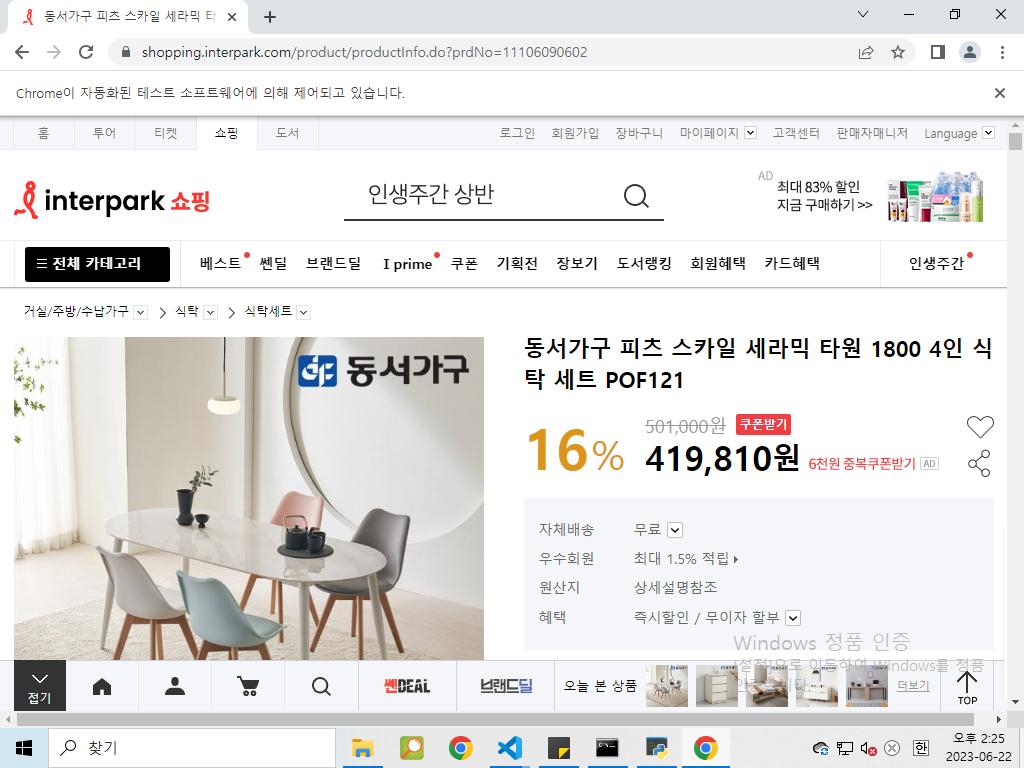 동서가구 피츠 스카일 세라믹 타
shopping.interpark.com/product/productInfo.do?prdNo=11106090602
Chrome이 자동화된 테스트 소프트웨어에 의해 제어되고 있습니다.
홈 투어 티켓 쇼핑 도서 로그인 회원가입 장바구니 마이페이지 고객센터 판매자매니저 Language
interpark 쇼핑
인생주간 상반
AD
최대 83% 할인
지금 구매하기 >>
전체 카테고리 베스트 쎈딜 브랜드딜 I prime 쿠폰 기획전 장보기 도서랭킹 회원혜택 카드혜택 인생주간
거실/주방/수납가구 식탁 식탁세트
동서가구
동서가구 피츠 스카일 세라믹 타원 1800 4인 식
탁 세트 POF121
16%
501,000원 쿠폰받기
419,810원 6천원 중복쿠폰받기 AD
자체배송 무료
우수회원 최대 1.5% 적립
원산지 상세설명참조
혜택 즉시할인 / 무이자 할부
Windows 정품 인증
[설정]으로 이동하여 Windows를 정품
접기
쎈DEAL
브랜드딜
오늘 본 상품
더보기
TOP
찾기
한
오후 2:25
2023-06-22